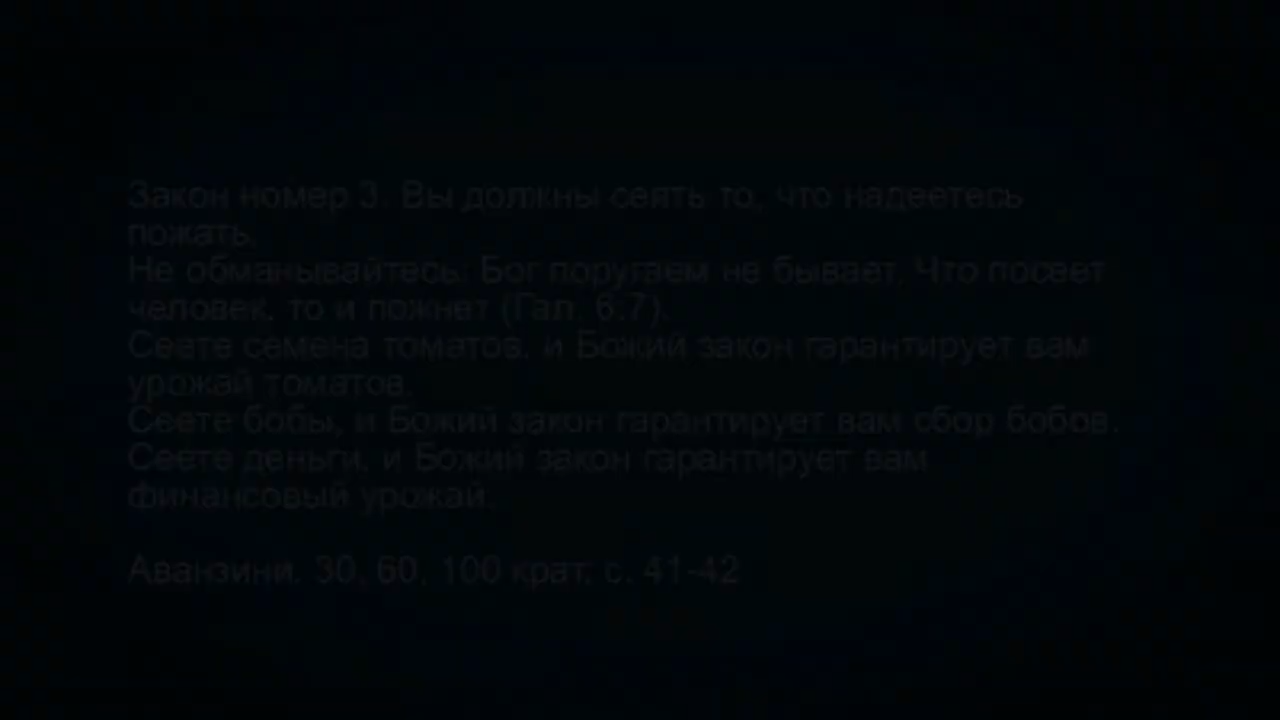 Закон номер 3. Вы должны сеять то, что надеетесь
пожать.
Не обманывайтесь: Бог поругаем не бывает. Что посеет
человек, то и пожнет (Гал. 6:7).
Сеете семена томатов, и Божий закон гарантирует вам
урожай томатов.
Сеете бобы, и Божий закон гарантирует вам сбор бобов.
Сеете деньги, и Божий закон гарантирует вам
финансовый урожай.
Аванзини. 30, 60, 100 крат, с. 41-42